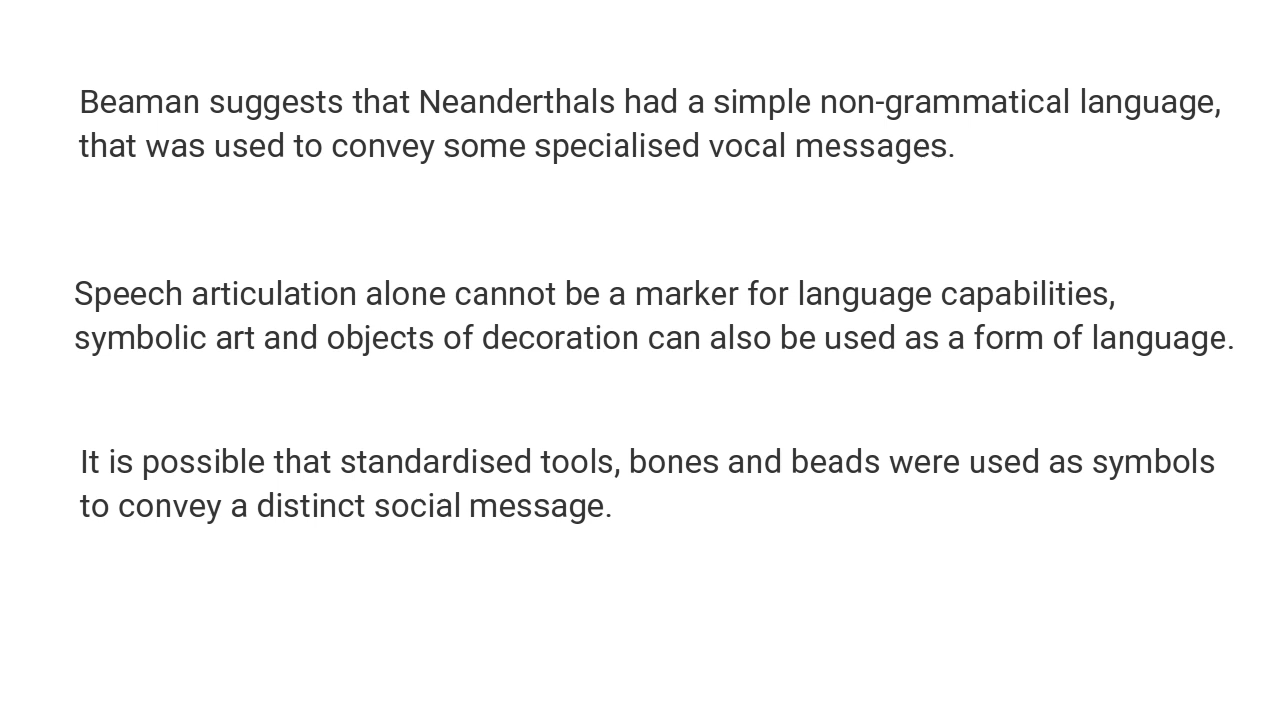 Beaman suggests that Neanderthals had a simple non-grammatical language,
that was used to convey some specialised vocal messages.
Speech articulation alone cannot be a marker for language capabilities,
symbolic art and objects of decoration can also be used as a form of language.
It is possible that standardised tools, bones and beads were used as symbols
to convey a distinct social message.